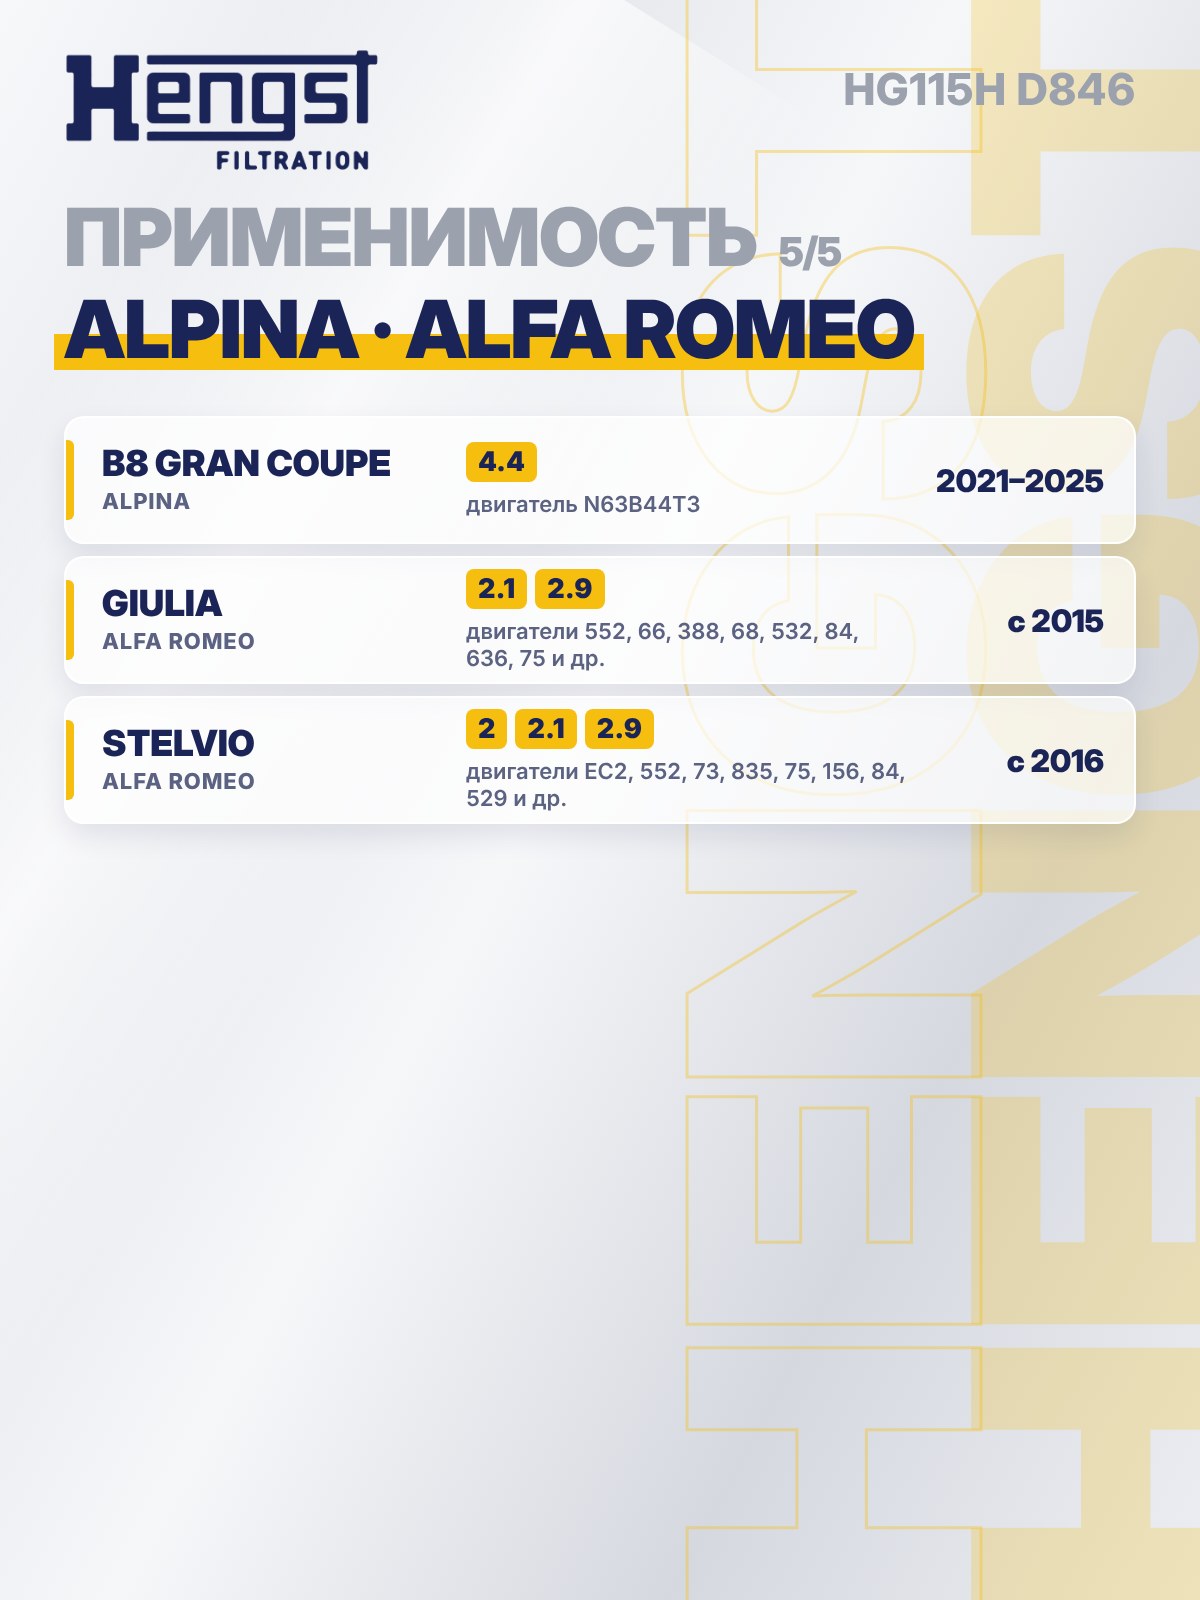 Hengst
FILTRATION
HG115H D846
ПРИМЕНИМОСТЬ 5/5
ALPINA · ALFA ROMEO
B8 GRAN COUPE
ALPINA
4.4
двигатель N63B44T3
2021–2025
GIULIA
ALFA ROMEO
2.1 2.9
двигатели 552, 66, 388, 68, 532, 84,
636, 75 и др.
с 2015
STELVIO
ALFA ROMEO
2 2.1 2.9
двигатели EC2, 552, 73, 835, 75, 156, 84,
529 и др.
с 2016
HENGST
HENGST